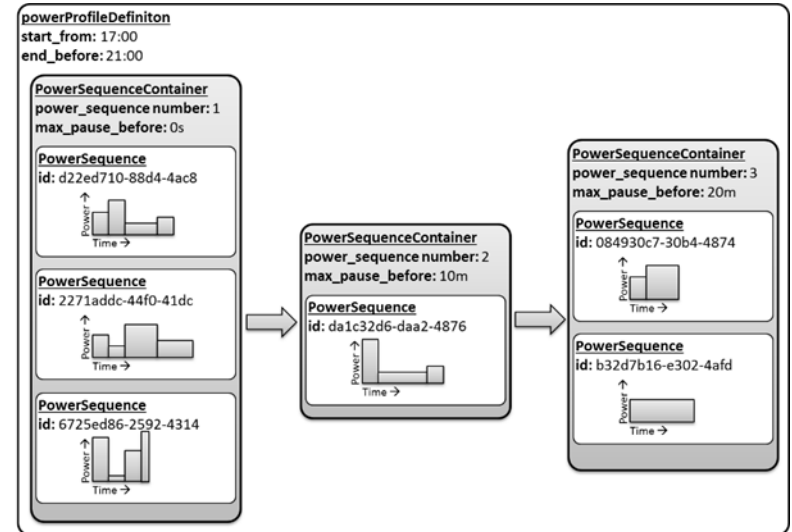 powerProfileDefiniton
start_from: 17:00
end_before: 21:00
PowerSequenceContainer
power_sequence number: 1
max_pause_before: 0s
PowerSequence
id: d22ed710-88d4-4ac8
Power →
Time →
PowerSequence
id: 2271addc-44f0-41dc
Power →
Time →
PowerSequence
id: 6725ed86-2592-4314
Power →
Time →
PowerSequenceContainer
power_sequence number: 2
max_pause_before: 10m
PowerSequence
id: da1c32d6-daa2-4876
Power →
Time →
PowerSequenceContainer
power_sequence number: 3
max_pause_before: 20m
PowerSequence
id: 084930c7-30b4-4874
Power →
Time →
PowerSequence
id: b32d7b16-e302-4afd
Power →
Time →